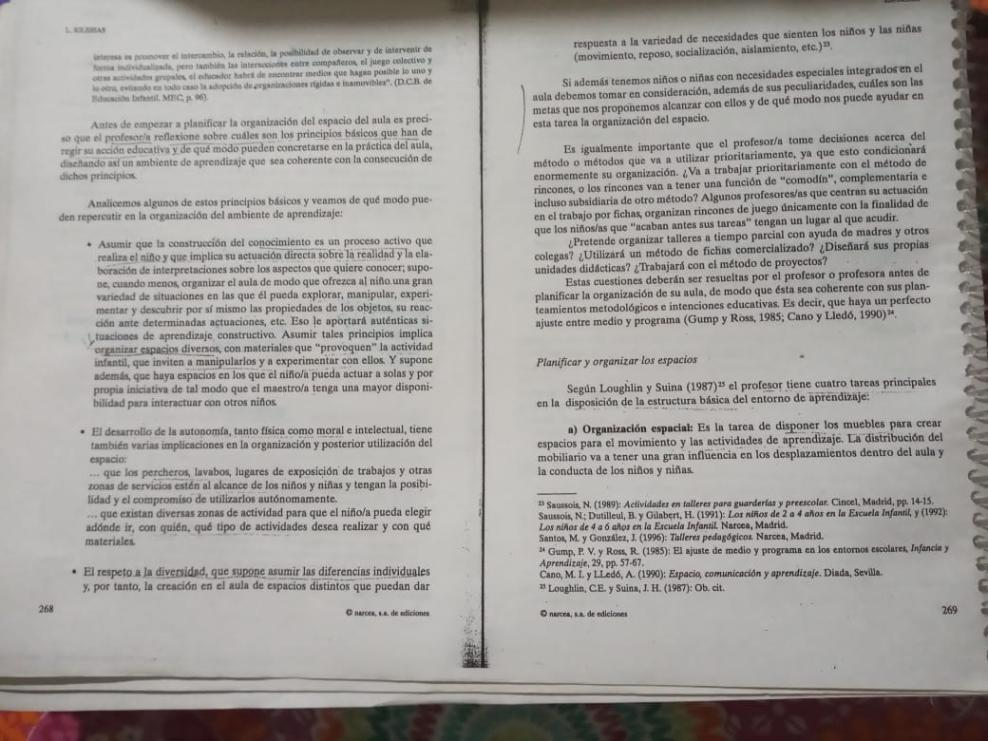 L. IGLESIAS
interesa es promover el intercambio, la relación, la posibilidad de observar y de intervenir de
forma individualizada, pero también las interacciones entre compañeros, el juego colectivo y
otras actividades grupales, el educador habrá de encontrar medios que hagan posible lo uno y
lo otro, evitando en todo caso la adopción de organizaciones rígidas e inamovibles". (D.C.B. de
Educación Infantil. MEC, p. 96).
Antes de empezar a planificar la organización del espacio del aula es preci-
so que el profesor/a reflexione sobre cuáles son los principios básicos que han de
regir su acción educativa y de qué modo pueden concretarse en la práctica del aula,
diseñando así un ambiente de aprendizaje que sea coherente con la consecución de
dichos principios.
Analicemos algunos de estos principios básicos y veamos de qué modo pue-
den repercutir en la organización del ambiente de aprendizaje:
• Asumir que la construcción del conocimiento es un proceso activo que
realiza el niño y que implica su actuación directa sobre la realidad y la ela-
boración de interpretaciones sobre los aspectos que quiere conocer; supo-
ne, cuando menos, organizar el aula de modo que ofrezca al niño una gran
variedad de situaciones en las que él pueda explorar, manipular, experi-
mentar y descubrir por sí mismo las propiedades de los objetos, su reac-
ción ante determinadas actuaciones, etc. Eso le aportará auténticas si-
tuaciones de aprendizaje constructivo. Asumir tales principios implica
organizar espacios diversos, con materiales que "provoquen" la actividad
infantil, que inviten a manipularlos y a experimentar con ellos. Y supone
además, que haya espacios en los que el niño/a pueda actuar a solas y por
propia iniciativa de tal modo que el maestro/a tenga una mayor disponi-
bilidad para interactuar con otros niños.
• El desarrollo de la autonomía, tanto física como moral e intelectual, tiene
también varias implicaciones en la organización y posterior utilización del
espacio:
... que los percheros, lavabos, lugares de exposición de trabajos y otras
zonas de servicios estén al alcance de los niños y niñas y tengan la posibi-
lidad y el compromiso de utilizarlos autónomamente.
... que existan diversas zonas de actividad para que el niño/a pueda elegir
adónde ir, con quién, qué tipo de actividades desea realizar y con qué
materiales.
• El respeto a la diversidad, que supone asumir las diferencias individuales
y, por tanto, la creación en el aula de espacios distintos que puedan dar
268
© narcea, s.a. de ediciones
respuesta a la variedad de necesidades que sienten los niños y las niñas
(movimiento, reposo, socialización, aislamiento, etc.)²³.
Si además tenemos niños o niñas con necesidades especiales integrados en el
aula debemos tomar en consideración, además de sus peculiaridades, cuáles son las
metas que nos proponemos alcanzar con ellos y de qué modo nos puede ayudar en
esta tarea la organización del espacio.
Es igualmente importante que el profesor/a tome decisiones acerca del
método o métodos que va a utilizar prioritariamente, ya que esto condicionará
enormemente su organización. ¿Va a trabajar prioritariamente con el método de
rincones, o los rincones van a tener una función de "comodín", complementaria e
incluso subsidiaria de otro método? Algunos profesores/as que centran su actuación
en el trabajo por fichas, organizan rincones de juego únicamente con la finalidad de
que los niños/as que "acaban antes sus tareas" tengan un lugar al que acudir.
¿Pretende organizar talleres a tiempo parcial con ayuda de madres y otros
colegas? ¿Utilizará un método de fichas comercializado? ¿Diseñará sus propias
unidades didácticas? ¿Trabajará con el método de proyectos?
Estas cuestiones deberán ser resueltas por el profesor o profesora antes de
planificar la organización de su aula, de modo que ésta sea coherente con sus plan-
teamientos metodológicos e intenciones educativas. Es decir, que haya un perfecto
ajuste entre medio y programa (Gump y Ross, 1985; Cano y Lledó, 1990)²⁴.
Planificar y organizar los espacios
Según Loughlin y Suina (1987)²⁵ el profesor tiene cuatro tareas principales
en la disposición de la estructura básica del entorno de aprendizaje:
a) Organización espacial: Es la tarea de disponer los muebles para crear
espacios para el movimiento y las actividades de aprendizaje. La distribución del
mobiliario va a tener una gran influencia en los desplazamientos dentro del aula y
la conducta de los niños y niñas.
²³ Saussois, N. (1989): Actividades en talleres para guarderías y preescolar. Cincel, Madrid, pp. 14-15.
Saussois, N.; Dutilleul, B. y Gilabert, H. (1991): Los niños de 2 a 4 años en la Escuela Infantil, y (1992):
Los niños de 4 a 6 años en la Escuela Infantil. Narcea, Madrid.
Santos, M. y González, J. (1996): Talleres pedagógicos. Narcea, Madrid.
²⁴ Gump, P. V. y Ross, R. (1985): El ajuste de medio y programa en los entornos escolares, Infancia y
Aprendizaje, 29, pp. 57-67.
Cano, M. I. y LLedó, A. (1990): Espacio, comunicación y aprendizaje. Diada, Sevilla.
²⁵ Loughlin, C.E. y Suina, J. H. (1987): Ob. cit.
© narcea, s.a. de ediciones
269